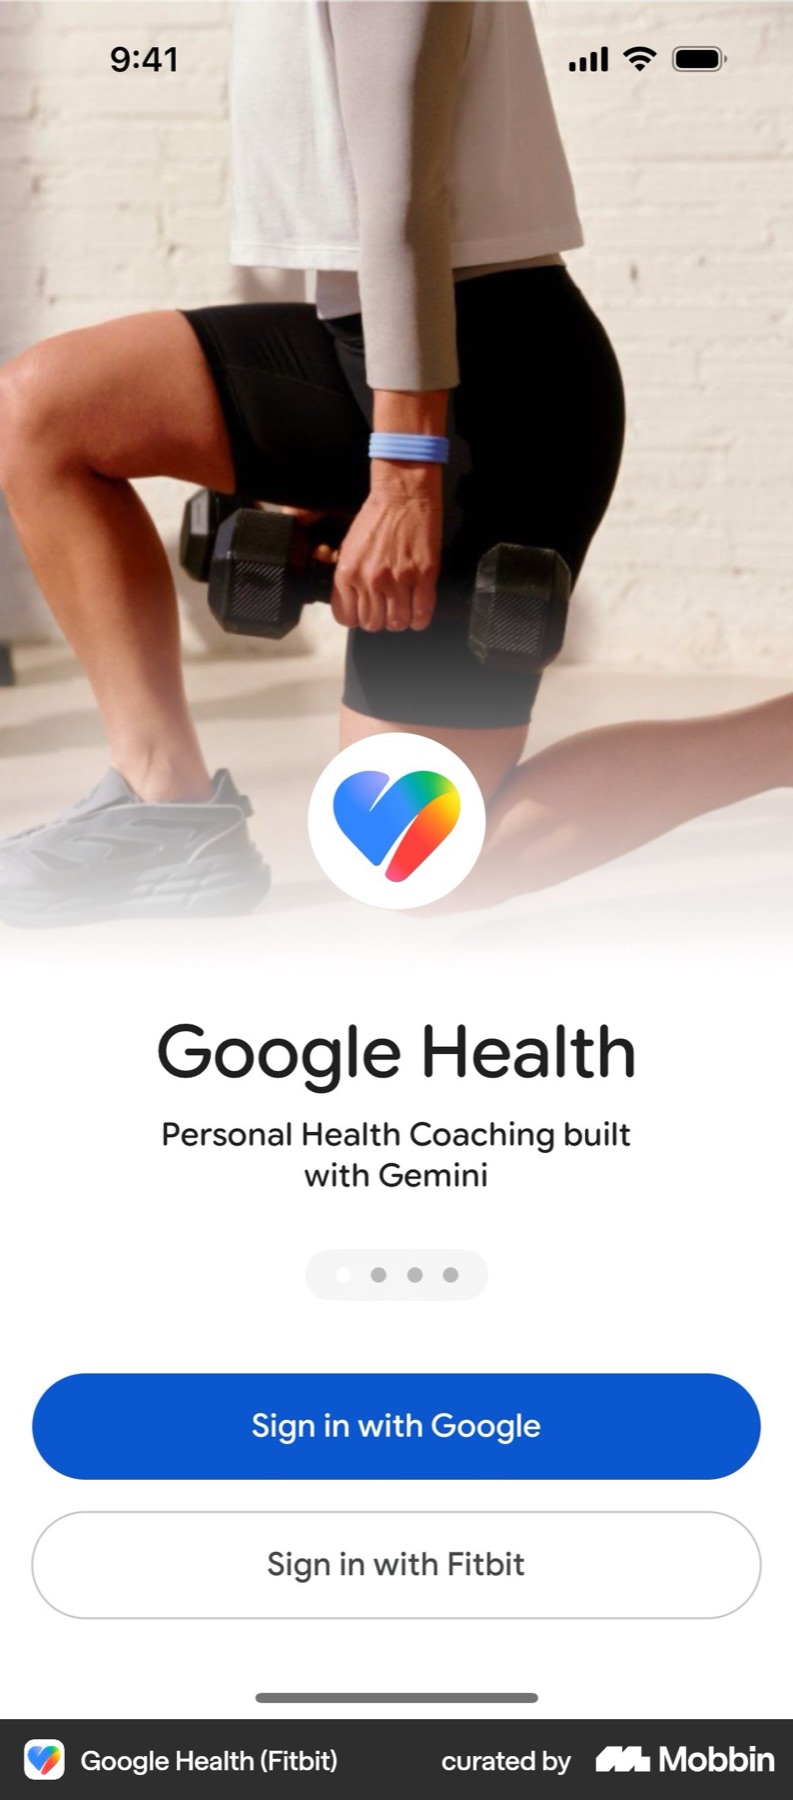 9:41
Google Health
Personal Health Coaching built
with Gemini
Sign in with Google
Sign in with Fitbit
Google Health (Fitbit) curated by Mobbin